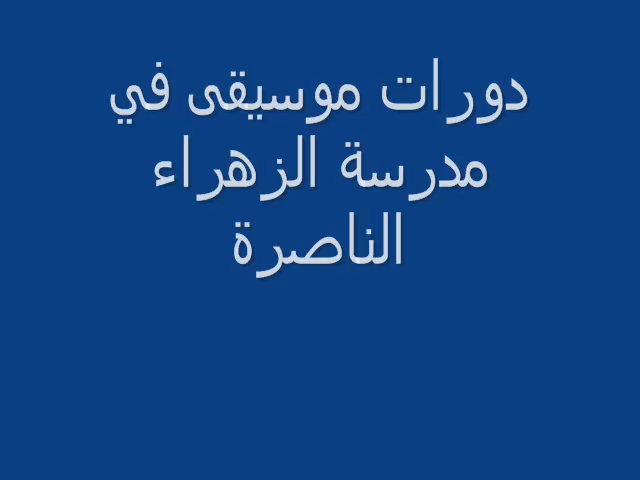 دورات موسيقى في
مدرسة الزهراء
الناصرة